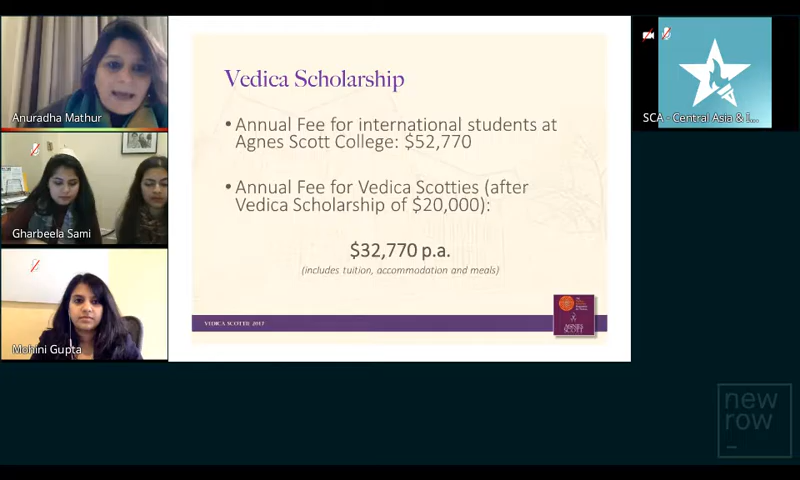 Anuradha Mathur
Gharbeela Sami
Mohini Gupta
Vedica Scholarship
• Annual Fee for international students at
Agnes Scott College: $52,770
• Annual Fee for Vedica Scotties (after
Vedica Scholarship of $20,000):
$32,770 p.a.
(includes tuition, accommodation and meals)
VEDICA SCOTTIE 2017
AGNES
SCOTT
SCA - Central Asia & I...
new
row